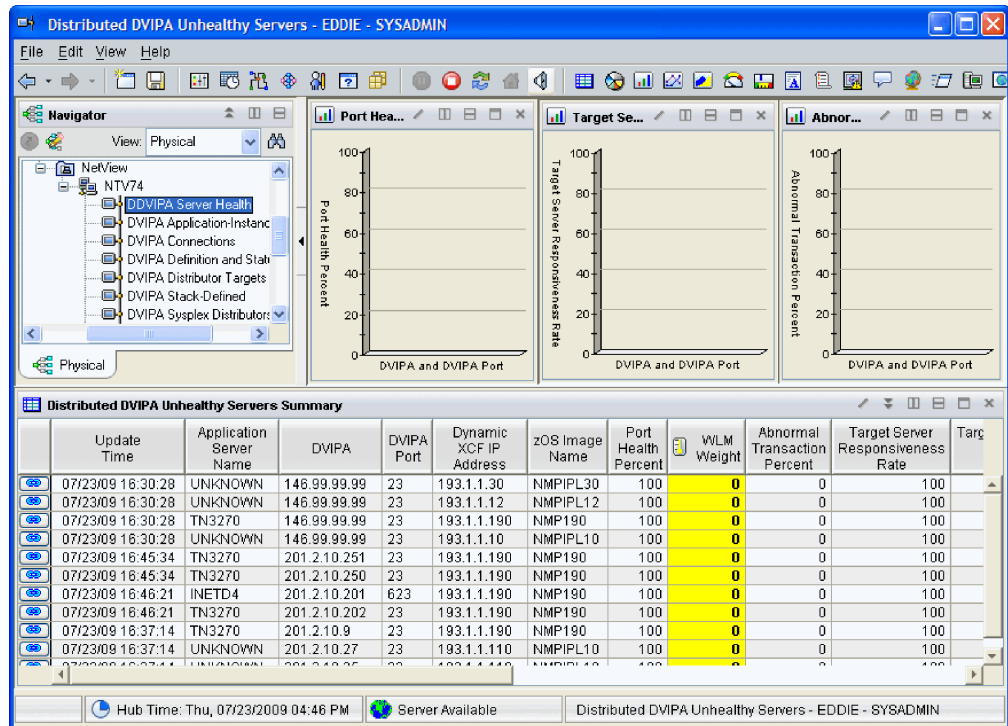 Distributed DVIPA Unhealthy Servers - EDDIE - SYSADMIN
File Edit View Help
Navigator
View: Physical
NetView
NTV74
DDVIPA Server Health
DVIPA Application-Instanc
DVIPA Connections
DVIPA Definition and Statu
DVIPA Distributor Targets
DVIPA Stack-Defined
DVIPA Sysplex Distributors
Physical
Port Hea...
100
80
60
40
20
0
Port Health Percent
DVIPA and DVIPA Port
Target Se...
100
80
60
40
20
0
Target Server Responsiveness Rate
DVIPA and DVIPA Port
Abnor...
100
80
60
40
20
0
Abnormal Transaction Percent
DVIPA and DVIPA Port
Distributed DVIPA Unhealthy Servers Summary
Update Time Application Server Name DVIPA DVIPA Port Dynamic XCF IP Address zOS Image Name Port Health Percent WLM Weight Abnormal Transaction Percent Target Server Responsiveness Rate Targ
07/23/09 16:30:28 UNKNOWN 146.99.99.99 23 193.1.1.30 NMPIPL30 100 0 0 100
07/23/09 16:30:28 UNKNOWN 146.99.99.99 23 193.1.1.12 NMPIPL12 100 0 0 100
07/23/09 16:30:28 TN3270 146.99.99.99 23 193.1.1.190 NMP190 100 0 0 100
07/23/09 16:30:28 UNKNOWN 146.99.99.99 23 193.1.1.10 NMPIPL10 100 0 0 100
07/23/09 16:45:34 TN3270 201.2.10.251 23 193.1.1.190 NMP190 100 0 0 100
07/23/09 16:45:34 TN3270 201.2.10.250 23 193.1.1.190 NMP190 100 0 0 100
07/23/09 16:46:21 INETD4 201.2.10.201 623 193.1.1.190 NMP190 100 0 0 100
07/23/09 16:46:21 TN3270 201.2.10.202 23 193.1.1.190 NMP190 100 0 0 100
07/23/09 16:37:14 TN3270 201.2.10.9 23 193.1.1.190 NMP190 100 0 0 100
07/23/09 16:37:14 UNKNOWN 201.2.10.27 23 193.1.1.110 NMPIPL10 100 0 0 100
Hub Time: Thu, 07/23/2009 04:46 PM
Server Available
Distributed DVIPA Unhealthy Servers - EDDIE - SYSADMIN